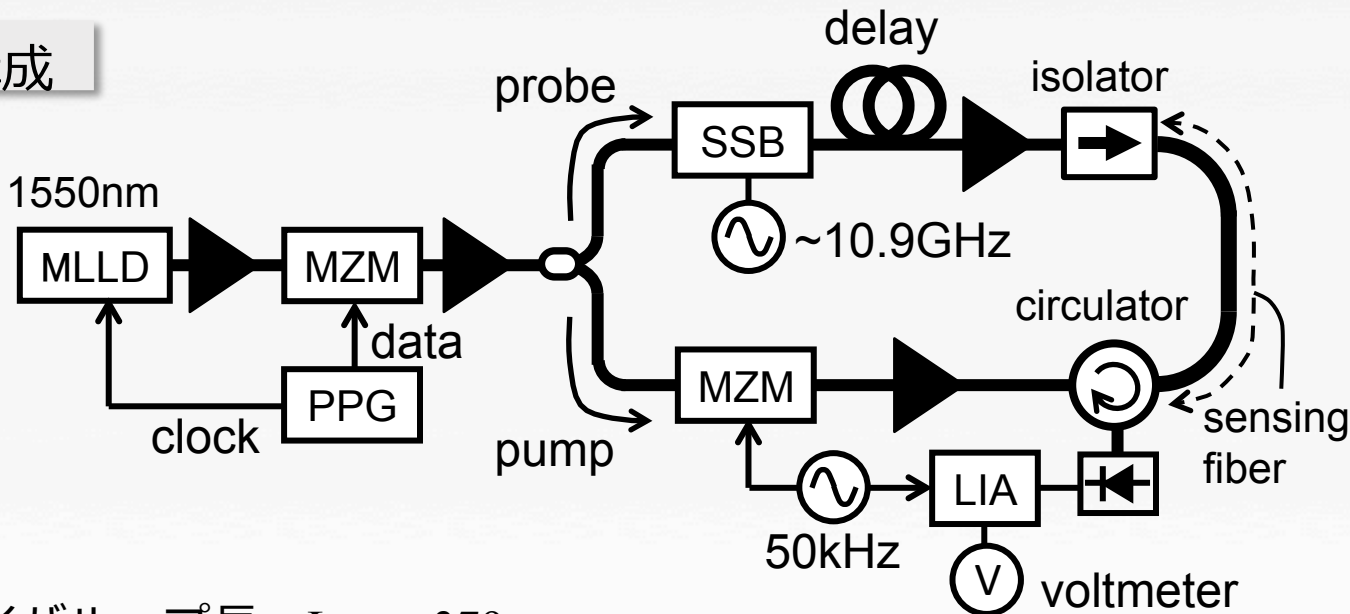 成
delay
probe
isolator
SSB
1550nm
~10.9GHz
MLLD
MZM
circulator
data
MZM
PPG
clock
sensing
fiber
pump
LIA
50kHz
V
voltmeter